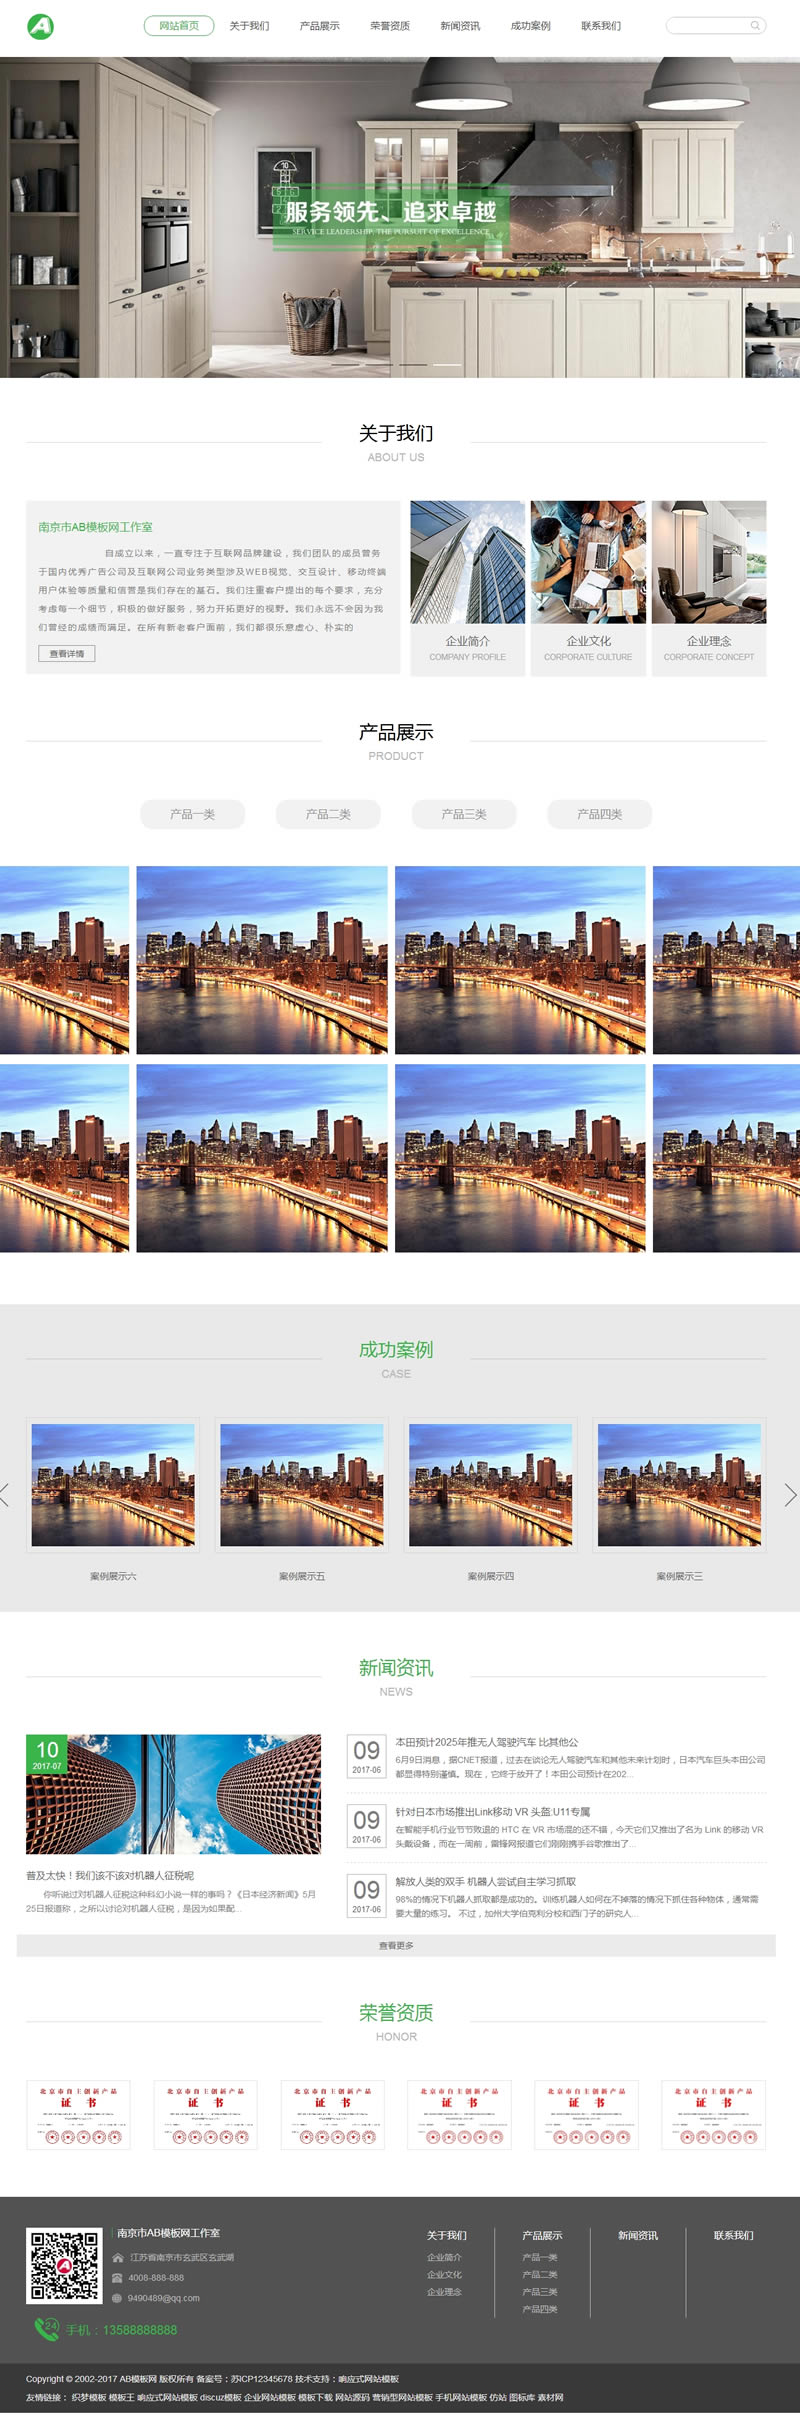 网站首页 关于我们 产品展示 荣誉资质 新闻资讯 成功案例 联系我们
服务领先、追求卓越
SERVICE LEADERSHIP, THE PURSUIT OF EXCELLENCE
关于我们
ABOUT US
南京市AB模板网工作室
自成立以来，一直专注于互联网品牌建设，我们团队的成员曾务
于国内优秀广告公司及互联网公司业务类型涉及WEB视觉、交互设计、移动终端
用户体验等质量和信誉是我们存在的基石。我们注重客户提出的每个要求，充分
考虑每一个细节，积极的做好服务，努力开拓更好的视野。我们永远不会因为我
们曾经的成绩而满足。在所有新老客户面前，我们都很乐意虚心、朴实的
查看详情
企业简介 企业文化 企业理念
COMPANY PROFILE CORPORATE CULTURE CORPORATE CONCEPT
产品展示
PRODUCT
产品一类 产品二类 产品三类 产品四类
成功案例
CASE
案例展示六 案例展示五 案例展示四 案例展示三
新闻资讯
NEWS
10
2017-07
普及太快！我们该不该对机器人征税呢
你听说过对机器人征税这种科幻小说一样的事吗？《日本经济新闻》5月
25日报道称，之所以讨论对机器人征税，是因为如果配...
09
2017-06
本田预计2025年推无人驾驶汽车 比其他公
6月9日消息，据CNET报道，过去在谈论无人驾驶汽车和其他未来计划时，日本汽车巨头本田公司
都显得特别谨慎。现在，它终于放开了！本田公司预计在202...
09
2017-06
针对日本市场推出Link移动 VR 头盔:U11专属
在智能手机行业节节败退的 HTC 在 VR 市场混的还不错，今天它们又推出了名为 Link 的移动 VR
头戴设备，而在一周前，雷锋网报道它们刚刚携手谷歌推出了...
09
2017-06
解放人类的双手 机器人尝试自主学习抓取
98%的情况下机器人抓取都是成功的。训练机器人如何在不掉落的情况下抓住各种物体，通常需
要大量的练习。 不过，加州大学伯克利分校和西门子的研究人...
查看更多
荣誉资质
HONOR
北京市自主创新产品 北京市自主创新产品 北京市自主创新产品 北京市自主创新产品 北京市自主创新产品 北京市自主创新产品
证书 证书 证书 证书 证书 证书
南京市AB模板网工作室
江苏省南京市玄武区玄武湖
4008-888-888
9490489@qq.com
24 手机：13588888888
关于我们
企业简介
企业文化
企业理念
产品展示
产品一类
产品二类
产品三类
产品四类
新闻资讯
联系我们
Copyright © 2002-2017 AB模板网 版权所有 备案号：苏ICP12345678 技术支持：响应式网站模板
友情链接： 织梦模板 模板王 响应式网站模板 discuz模板 企业网站模板 模板下载 网站源码 营销型网站模板 手机网站模板 仿站 图标库 素材网